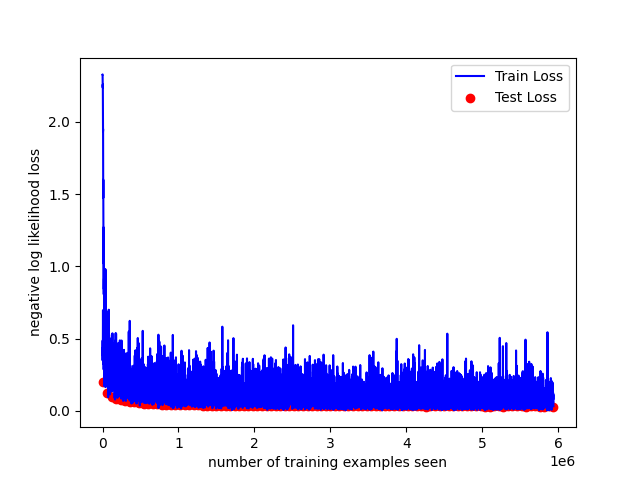 Train Loss
Test Loss
negative log likelihood loss
2.0
1.5
1.0
0.5
0.0
0 1 2 3 4 5 6
1e6
number of training examples seen